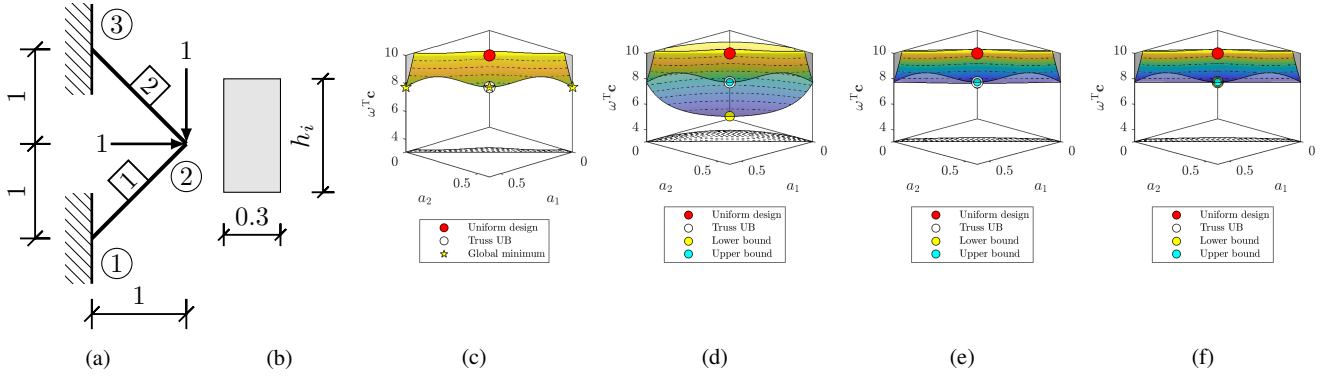 3
1
2
1
1
1
2
1
1
1
(a)
h_i
0.3
(b)
10
8
6
4
ω^T c
0
0.5
0.5
0
a_2
a_1
Uniform design
Truss UB
Global minimum
(c)
10
8
6
4
ω^T c
0
0.5
0.5
0
a_2
a_1
Uniform design
Truss UB
Lower bound
Upper bound
(d)
10
8
6
4
ω^T c
0
0.5
0.5
0
a_2
a_1
Uniform design
Truss UB
Lower bound
Upper bound
(e)
10
8
6
4
ω^T c
0
0.5
0.5
0
a_2
a_1
Uniform design
Truss UB
Lower bound
Upper bound
(f)